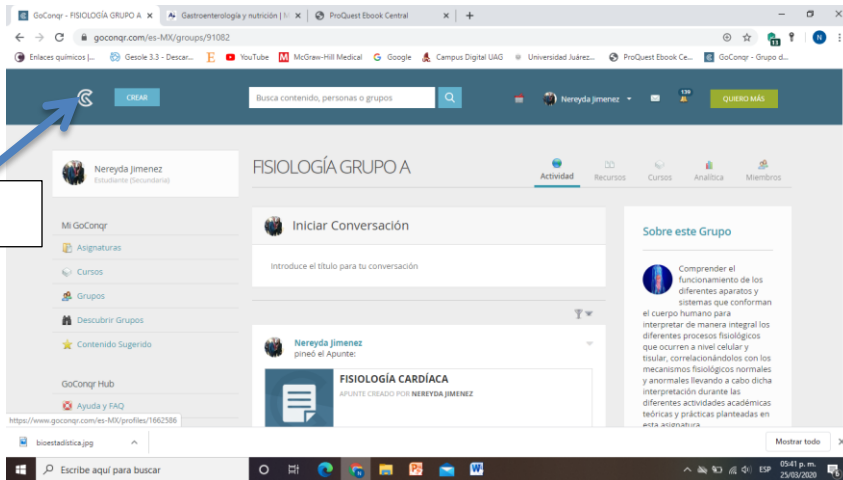 GoConqr - FISIOLOGÍA GRUPO A
Gastroenterología y nutrición | M
ProQuest Ebook Central
goconqr.com/es-MX/groups/91082
Enlaces químicos |...
Gesole 3.3 - Descar...
YouTube
McGraw-Hill Medical
Google
Campus Digital UAG
Universidad Juárez...
ProQuest Ebook Ce...
GoConqr - Grupo d...
CREAR
Busca contenido, personas o grupos
Nereyda Jimenez
QUIERO MÁS
Nereyda Jimenez
Estudiante (Secundaria)
FISIOLOGÍA GRUPO A
Actividad
Recursos
Cursos
Analítica
Miembros
Mi GoConqr
Asignaturas
Cursos
Grupos
Descubrir Grupos
Contenido Sugerido
GoConqr Hub
Ayuda y FAQ
Iniciar Conversación
Introduce el título para tu conversación
Nereyda Jimenez
pineó el Apunte:
FISIOLOGÍA CARDÍACA
APUNTE CREADO POR NEREYDA JIMENEZ
Sobre este Grupo
Comprender el
funcionamiento de los
diferentes aparatos y
sistemas que conforman
el cuerpo humano para
interpretar de manera integral los
diferentes procesos fisiológicos
que ocurren a nivel celular y
tisular, correlacionándolos con los
mecanismos fisiológicos normales
y anormales llevando a cabo dicha
interpretación durante las
diferentes actividades académicas
teóricas y prácticas planteadas en
esta asignatura
https://www.goconqr.com/es-MX/profiles/1662586
bioestadística.jpg
Mostrar todo
Escribe aquí para buscar
ESP
05:41 p. m.
25/03/2020